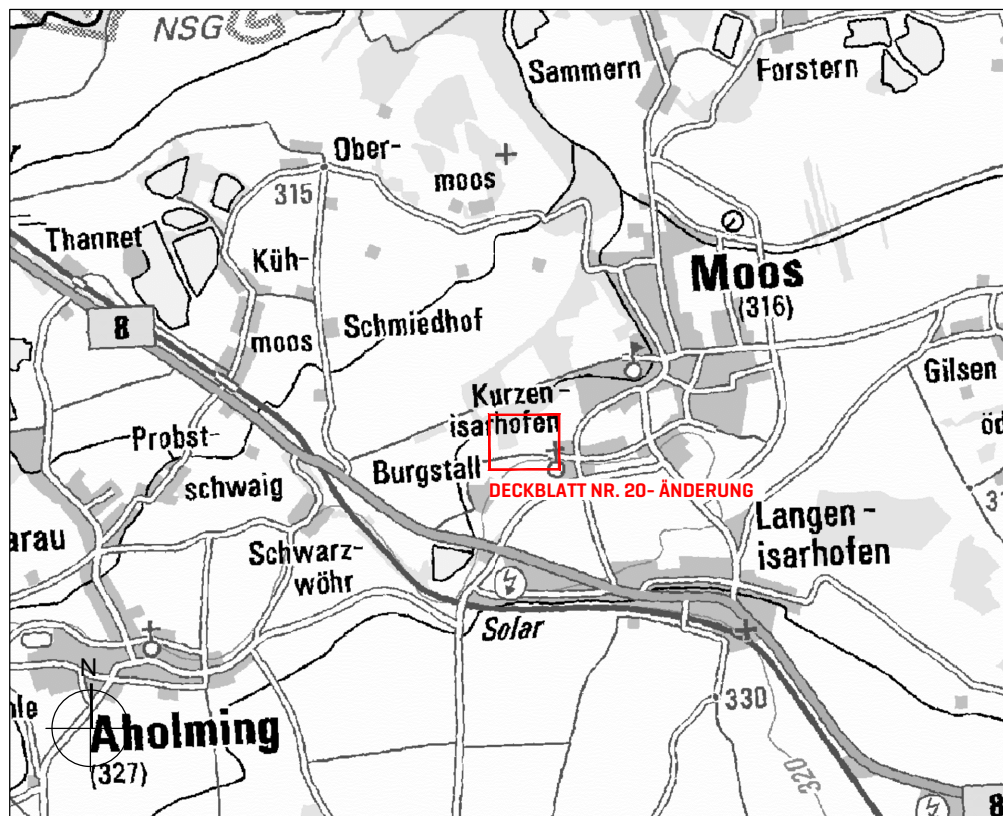 NSG
Sammern
Forstern
Ober-
moos
315
Thannet
Küh-
moos
Schmiedhof
8
Moos
(316)
Gilsen
Kurzen-
isarhofen
Probst-
schwaig
Burgstall
DECKBLATT NR. 20- ÄNDERUNG
Langen-
isarhofen
arau
Schwarz-
wöhr
Solar
N
Aholming
(327)
330
320
8